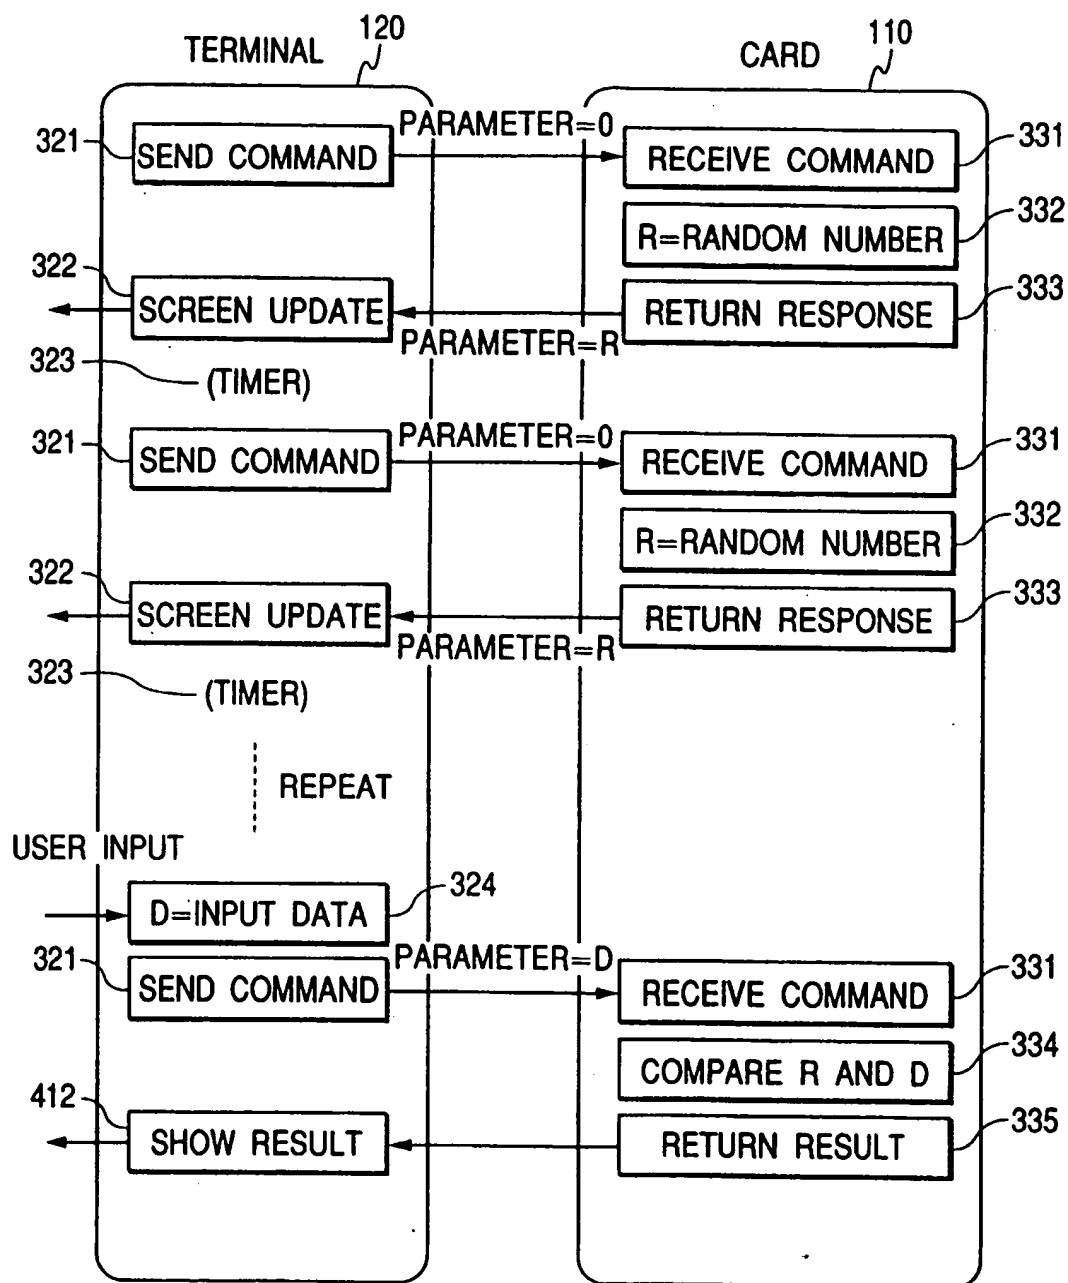 120
TERMINAL
110
CARD
PARAMETER=0
321
SEND COMMAND
RECEIVE COMMAND
331
332
R=RANDOM NUMBER
322
SCREEN UPDATE
RETURN RESPONSE
333
PARAMETER=R
323
(TIMER)
321
PARAMETER=0
SEND COMMAND
RECEIVE COMMAND
331
332
R=RANDOM NUMBER
322
SCREEN UPDATE
RETURN RESPONSE
333
PARAMETER=R
323
(TIMER)
REPEAT
USER INPUT
D=INPUT DATA
324
321
PARAMETER=D
SEND COMMAND
RECEIVE COMMAND
331
COMPARE R AND D
334
412
SHOW RESULT
RETURN RESULT
335